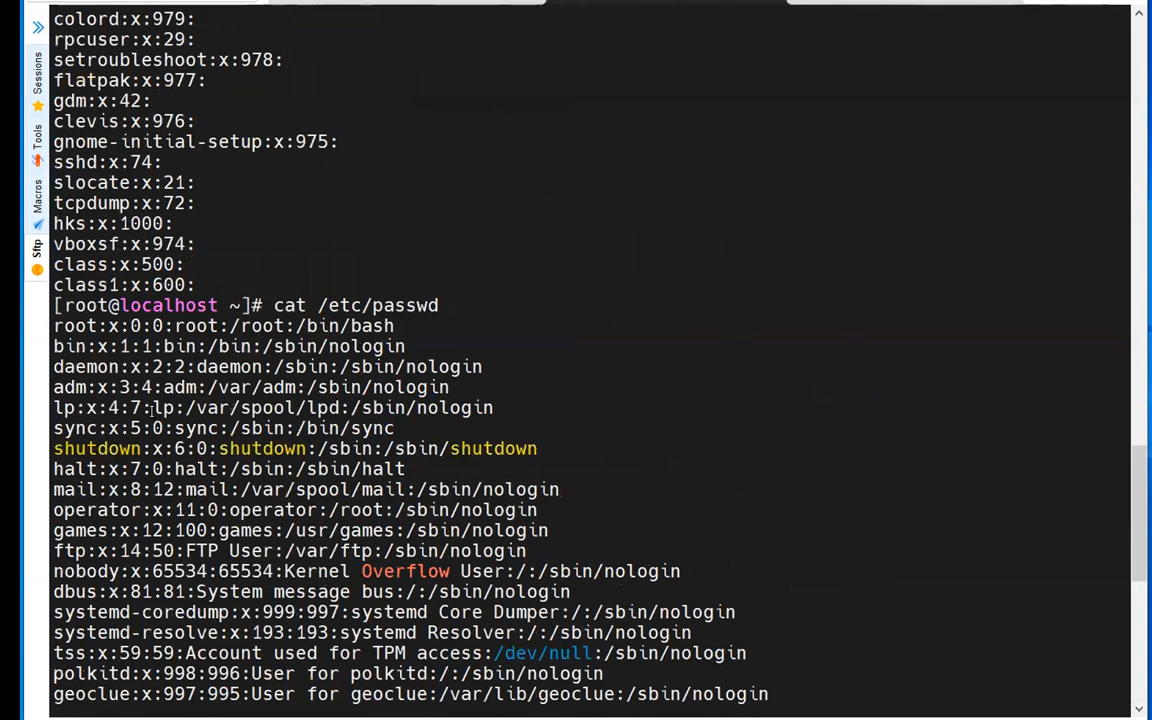 Sessions
Tools
Macros
Sftp
colord:x:979:
rpcuser:x:29:
setroubleshoot:x:978:
flatpak:x:977:
gdm:x:42:
clevis:x:976:
gnome-initial-setup:x:975:
sshd:x:74:
slocate:x:21:
tcpdump:x:72:
hks:x:1000:
vboxsf:x:974:
class:x:500:
class1:x:600:
[root@localhost ~]# cat /etc/passwd
root:x:0:0:root:/root:/bin/bash
bin:x:1:1:bin:/bin:/sbin/nologin
daemon:x:2:2:daemon:/sbin:/sbin/nologin
adm:x:3:4:adm:/var/adm:/sbin/nologin
lp:x:4:7:lp:/var/spool/lpd:/sbin/nologin
sync:x:5:0:sync:/sbin:/bin/sync
shutdown:x:6:0:shutdown:/sbin:/sbin/shutdown
halt:x:7:0:halt:/sbin:/sbin/halt
mail:x:8:12:mail:/var/spool/mail:/sbin/nologin
operator:x:11:0:operator:/root:/sbin/nologin
games:x:12:100:games:/usr/games:/sbin/nologin
ftp:x:14:50:FTP User:/var/ftp:/sbin/nologin
nobody:x:65534:65534:Kernel Overflow User:/:/sbin/nologin
dbus:x:81:81:System message bus:/:/sbin/nologin
systemd-coredump:x:999:997:systemd Core Dumper:/:/sbin/nologin
systemd-resolve:x:193:193:systemd Resolver:/:/sbin/nologin
tss:x:59:59:Account used for TPM access:/dev/null:/sbin/nologin
polkitd:x:998:996:User for polkitd:/:/sbin/nologin
geoclue:x:997:995:User for geoclue:/var/lib/geoclue:/sbin/nologin